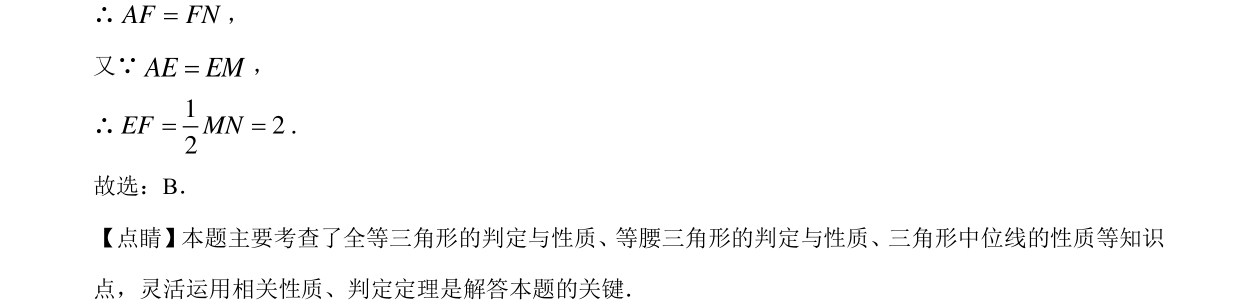 ∴ AF = FN，
又∵ AE = EM，
∴ EF = \frac{1}{2} MN = 2．
故选：B．
【点睛】本题主要考查了全等三角形的判定与性质、等腰三角形的判定与性质、三角形中位线的性质等知识
点，灵活运用相关性质、判定定理是解答本题的关键．